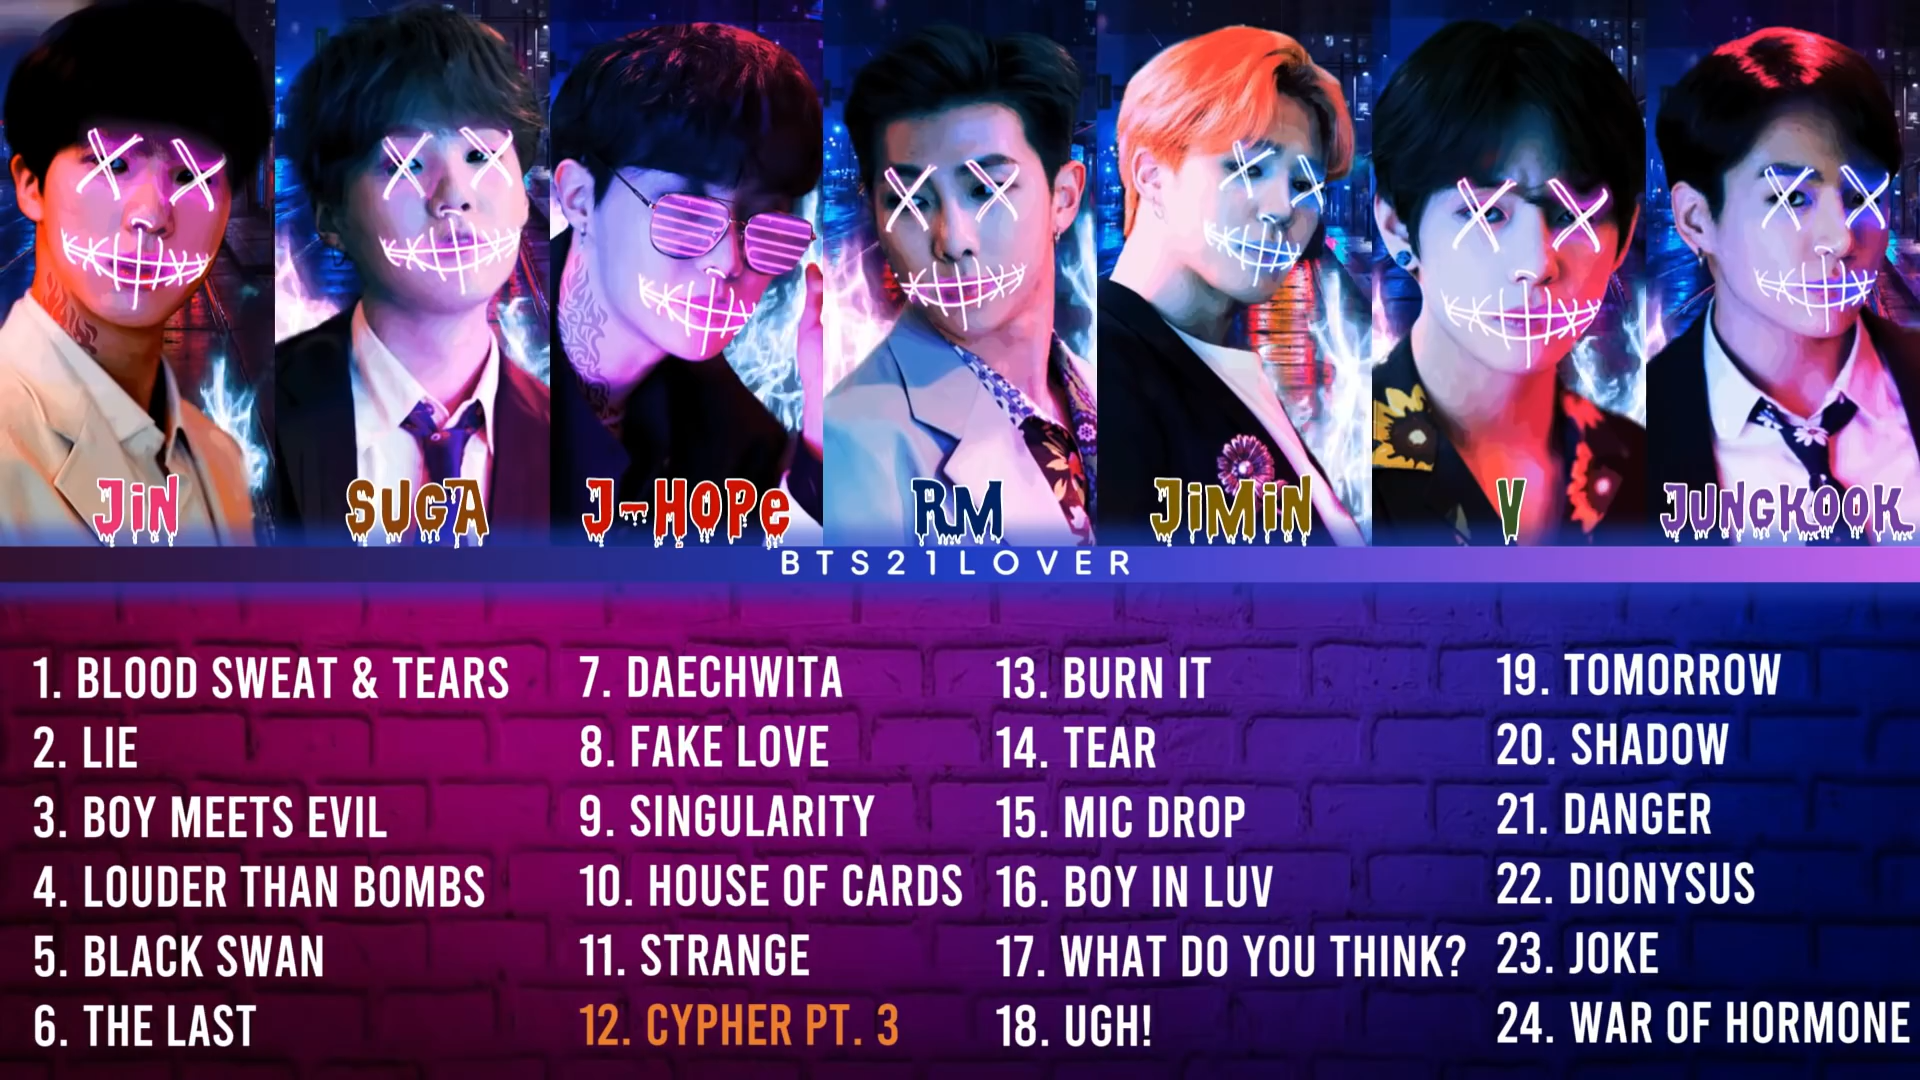 JiN
SUGA
J-HOPe
RM
JiMiN
V
JUNGKOOK
BTS21LOVER
1. BLOOD SWEAT & TEARS
2. LIE
3. BOY MEETS EVIL
4. LOUDER THAN BOMBS
5. BLACK SWAN
6. THE LAST
7. DAECHWITA
8. FAKE LOVE
9. SINGULARITY
10. HOUSE OF CARDS
11. STRANGE
12. CYPHER PT. 3
13. BURN IT
14. TEAR
15. MIC DROP
16. BOY IN LUV
17. WHAT DO YOU THINK?
18. UGH!
19. TOMORROW
20. SHADOW
21. DANGER
22. DIONYSUS
23. JOKE
24. WAR OF HORMONE